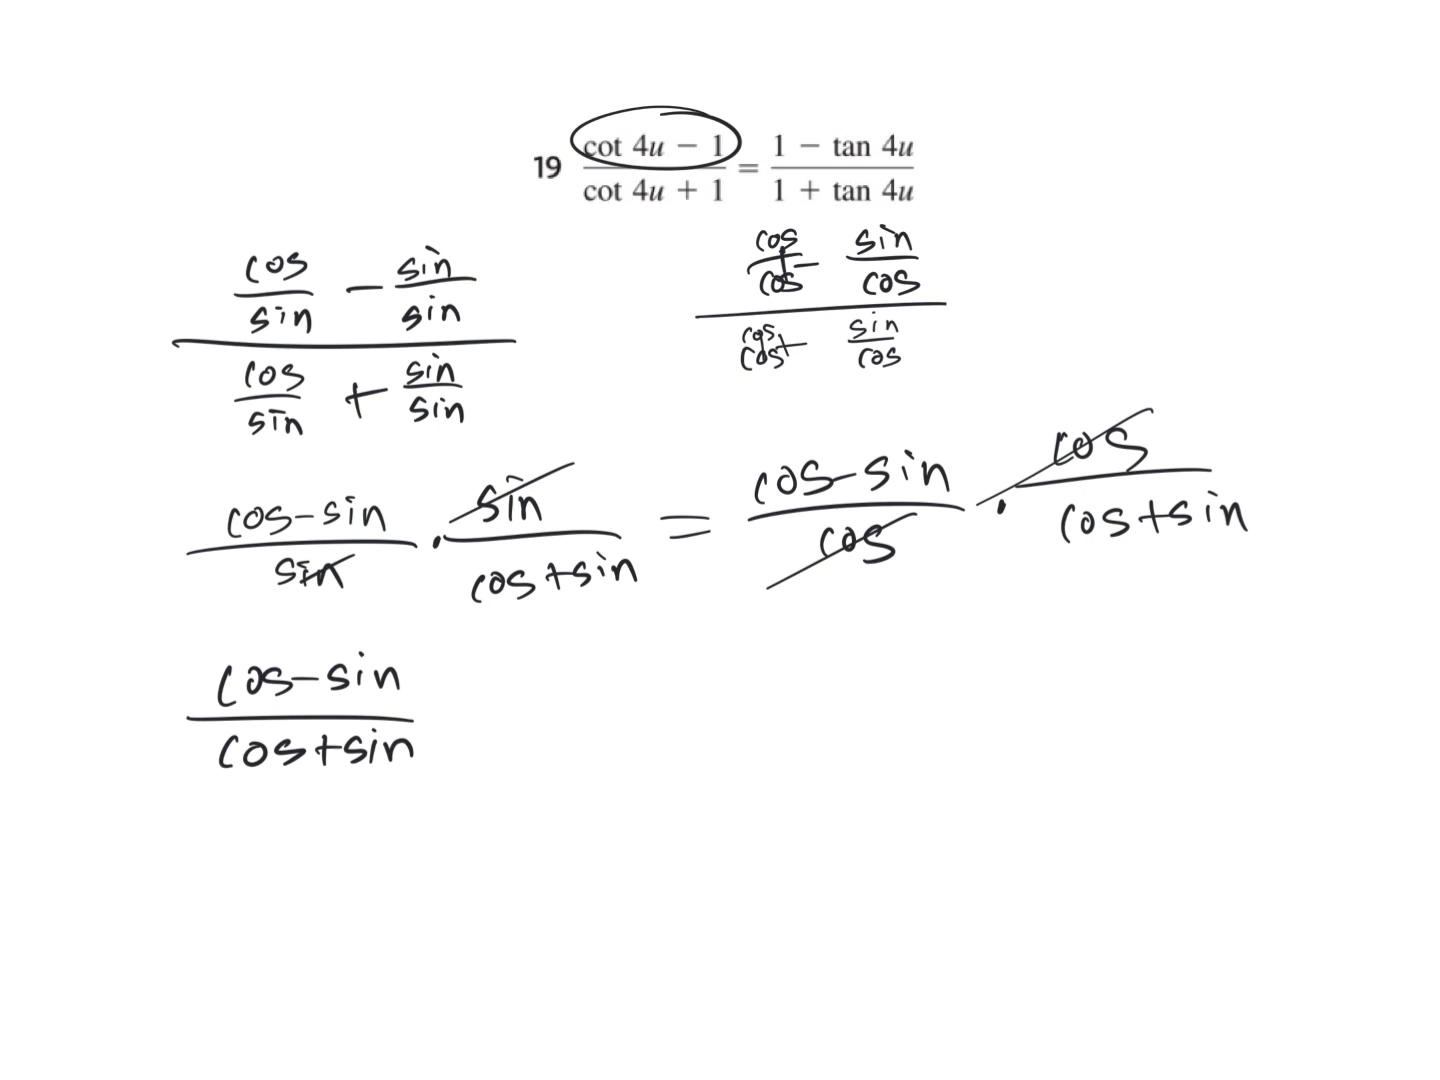 19 (cot 4u − 1)/(cot 4u + 1) = (1 − tan 4u)/(1 + tan 4u)
cos/sin − sin/sin
cos/sin + sin/sin
cos/cos − sin/cos
cos/cos + sin/cos
cos−sin/sin · sin/cos+sin = cos−sin/cos · cos/cos+sin
cos−sin
cos+sin